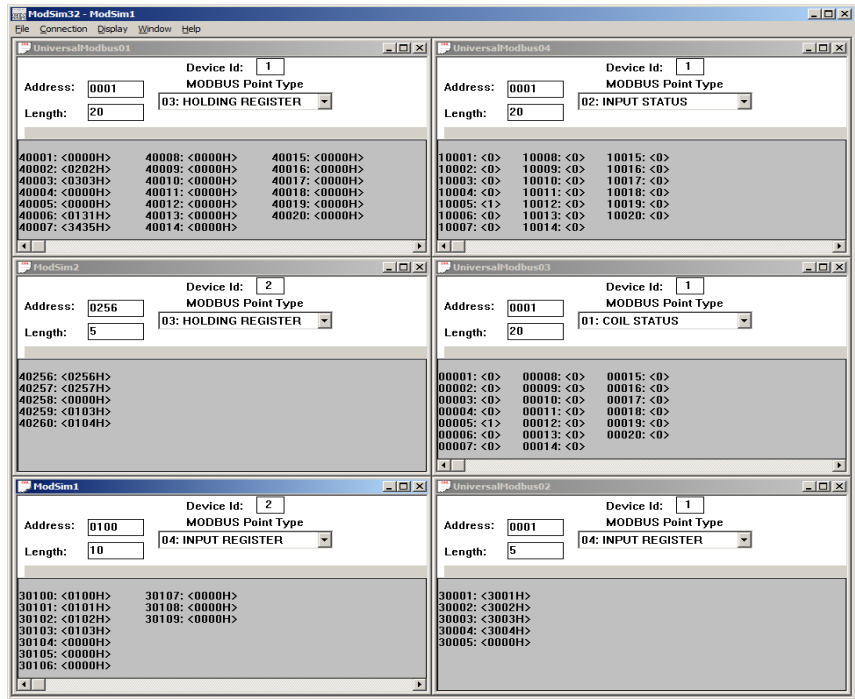 ModSim32 - ModSim1
File Connection Display Window Help
UniversalModbus01
Device Id: 1
Address: 0001
MODBUS Point Type
03: HOLDING REGISTER
Length: 20
40001: <0000H> 40008: <0000H> 40015: <0000H>
40002: <0202H> 40009: <0000H> 40016: <0000H>
40003: <0303H> 40010: <0000H> 40017: <0000H>
40004: <0000H> 40011: <0000H> 40018: <0000H>
40005: <0000H> 40012: <0000H> 40019: <0000H>
40006: <0131H> 40013: <0000H> 40020: <0000H>
40007: <3435H> 40014: <0000H>
UniversalModbus04
Device Id: 1
Address: 0001
MODBUS Point Type
02: INPUT STATUS
Length: 20
10001: <0> 10008: <0> 10015: <0>
10002: <0> 10009: <0> 10016: <0>
10003: <0> 10010: <0> 10017: <0>
10004: <0> 10011: <0> 10018: <0>
10005: <1> 10012: <0> 10019: <0>
10006: <0> 10013: <0> 10020: <0>
10007: <0> 10014: <0>
ModSim2
Device Id: 2
Address: 0256
MODBUS Point Type
03: HOLDING REGISTER
Length: 5
40256: <0256H>
40257: <0257H>
40258: <0000H>
40259: <0103H>
40260: <0104H>
UniversalModbus03
Device Id: 1
Address: 0001
MODBUS Point Type
01: COIL STATUS
Length: 20
00001: <0> 00008: <0> 00015: <0>
00002: <0> 00009: <0> 00016: <0>
00003: <0> 00010: <0> 00017: <0>
00004: <0> 00011: <0> 00018: <0>
00005: <1> 00012: <0> 00019: <0>
00006: <0> 00013: <0> 00020: <0>
00007: <0> 00014: <0>
ModSim1
Device Id: 2
Address: 0100
MODBUS Point Type
04: INPUT REGISTER
Length: 10
30100: <0100H> 30107: <0000H>
30101: <0101H> 30108: <0000H>
30102: <0102H> 30109: <0000H>
30103: <0103H>
30104: <0000H>
30105: <0000H>
30106: <0000H>
UniversalModbus02
Device Id: 1
Address: 0001
MODBUS Point Type
04: INPUT REGISTER
Length: 5
30001: <3001H>
30002: <3002H>
30003: <3003H>
30004: <3004H>
30005: <0000H>